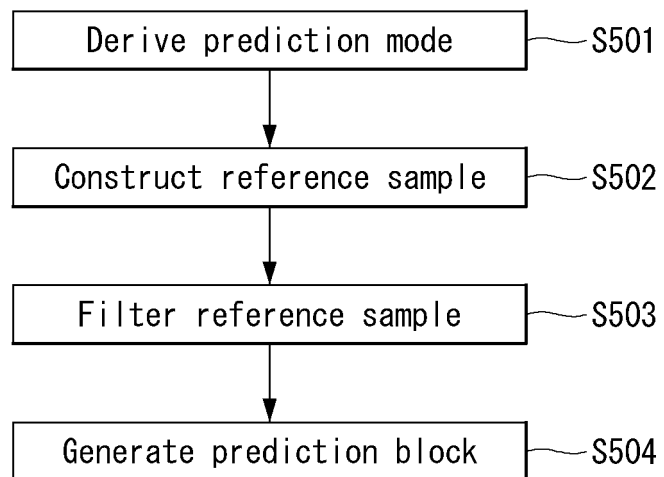 Derive prediction mode S501
Construct reference sample S502
Filter reference sample S503
Generate prediction block S504